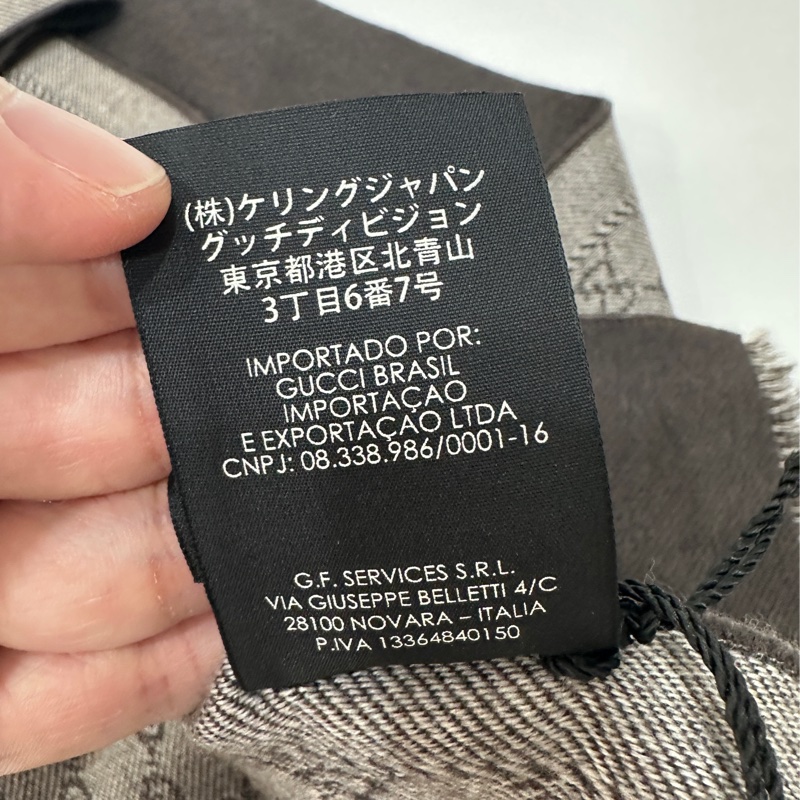 (株)ケリングジャパン
グッチディビジョン
東京都港区北青山
3丁目6番7号
IMPORTADO POR:
GUCCI BRASIL
IMPORTAÇAO
E EXPORTAÇAO LTDA
CNPJ: 08.338.986/0001-16
G.F. SERVICES S.R.L.
VIA GIUSEPPE BELLETTI 4/C
28100 NOVARA – ITALIA
P.IVA 13364840150